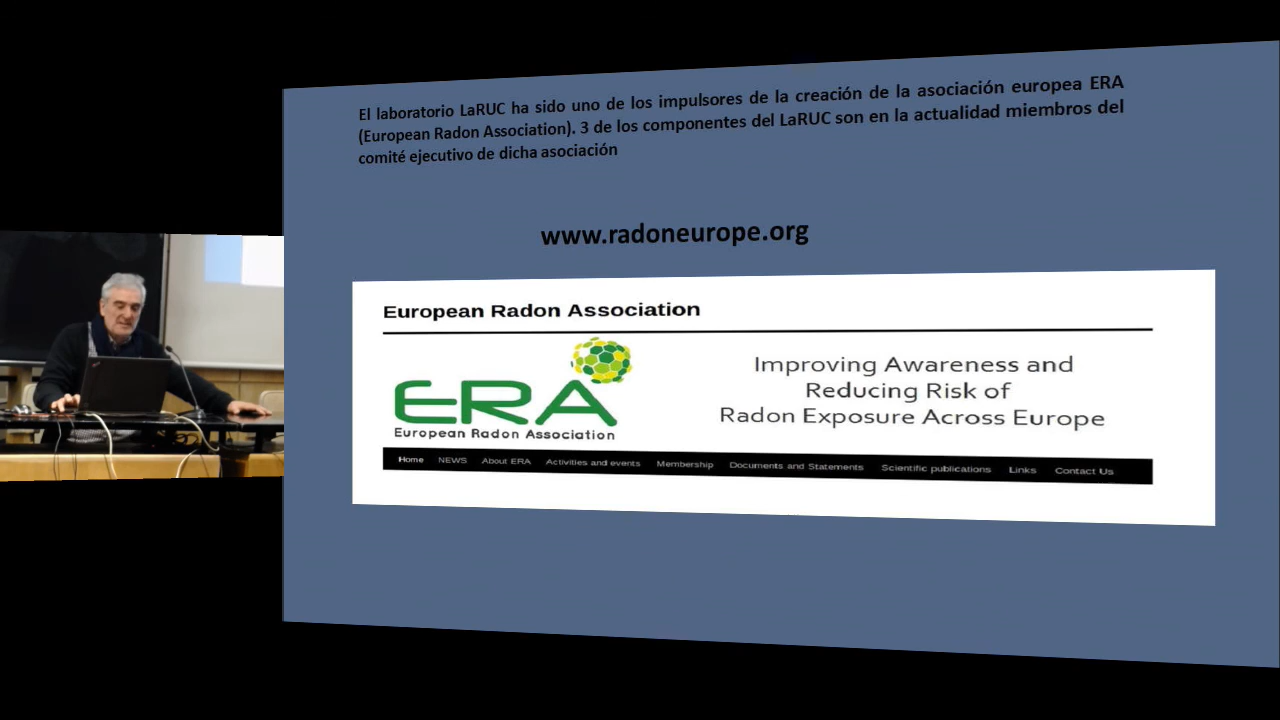 El laboratorio LaRUC ha sido uno de los impulsores de la creación de la asociación europea ERA
(European Radon Association). 3 de los componentes del LaRUC son en la actualidad miembros del
comité ejecutivo de dicha asociación
www.radoneurope.org
European Radon Association
ERA
European Radon Association
Improving Awareness and
Reducing Risk of
Radon Exposure Across Europe
Home NEWS About ERA Activities and events Membership Documents and Statements Scientific publications Links Contact Us